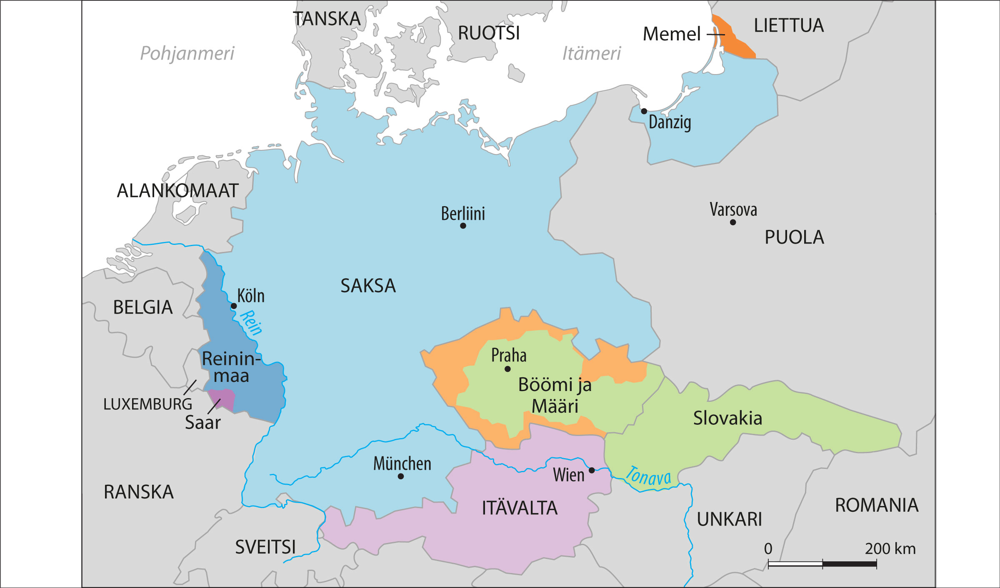 TANSKA
RUOTSI
LIETTUA
Memel
Pohjanmeri
Itämeri
Danzig
ALANKOMAAT
Berliini
Varsova
PUOLA
SAKSA
Köln
BELGIA
Rein
Reinin-
maa
Praha
Böömi ja
Määri
LUXEMBURG
Saar
Slovakia
München
Wien
Tonava
RANSKA
ITÄVALTA
UNKARI
ROMANIA
SVEITSI
0
200 km